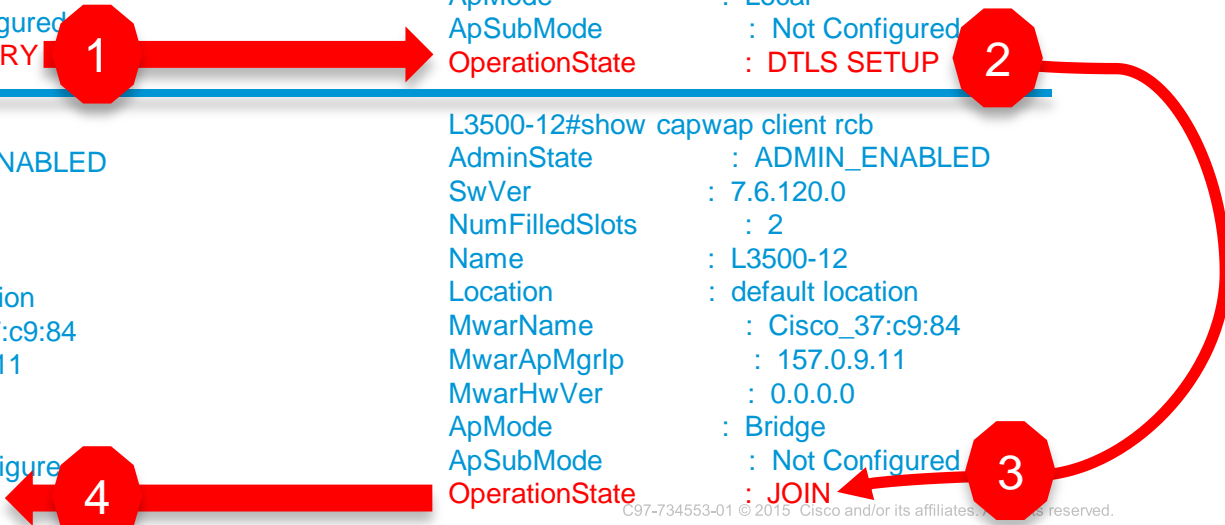 ApMode : Local
ApSubMode : Not Configured
OperationState : DTLS SETUP
1
2
L3500-12#show capwap client rcb
AdminState : ADMIN_ENABLED
SwVer : 7.6.120.0
NumFilledSlots : 2
Name : L3500-12
Location : default location
MwarName : Cisco_37:c9:84
MwarApMgrIp : 157.0.9.11
MwarHwVer : 0.0.0.0
ApMode : Bridge
ApSubMode : Not Configured
OperationState : JOIN
3
4
gured
RY
NABLED
ion
:c9:84
11
igure
C97-734553-01 © 2015 Cisco and/or its affiliates. reserved.